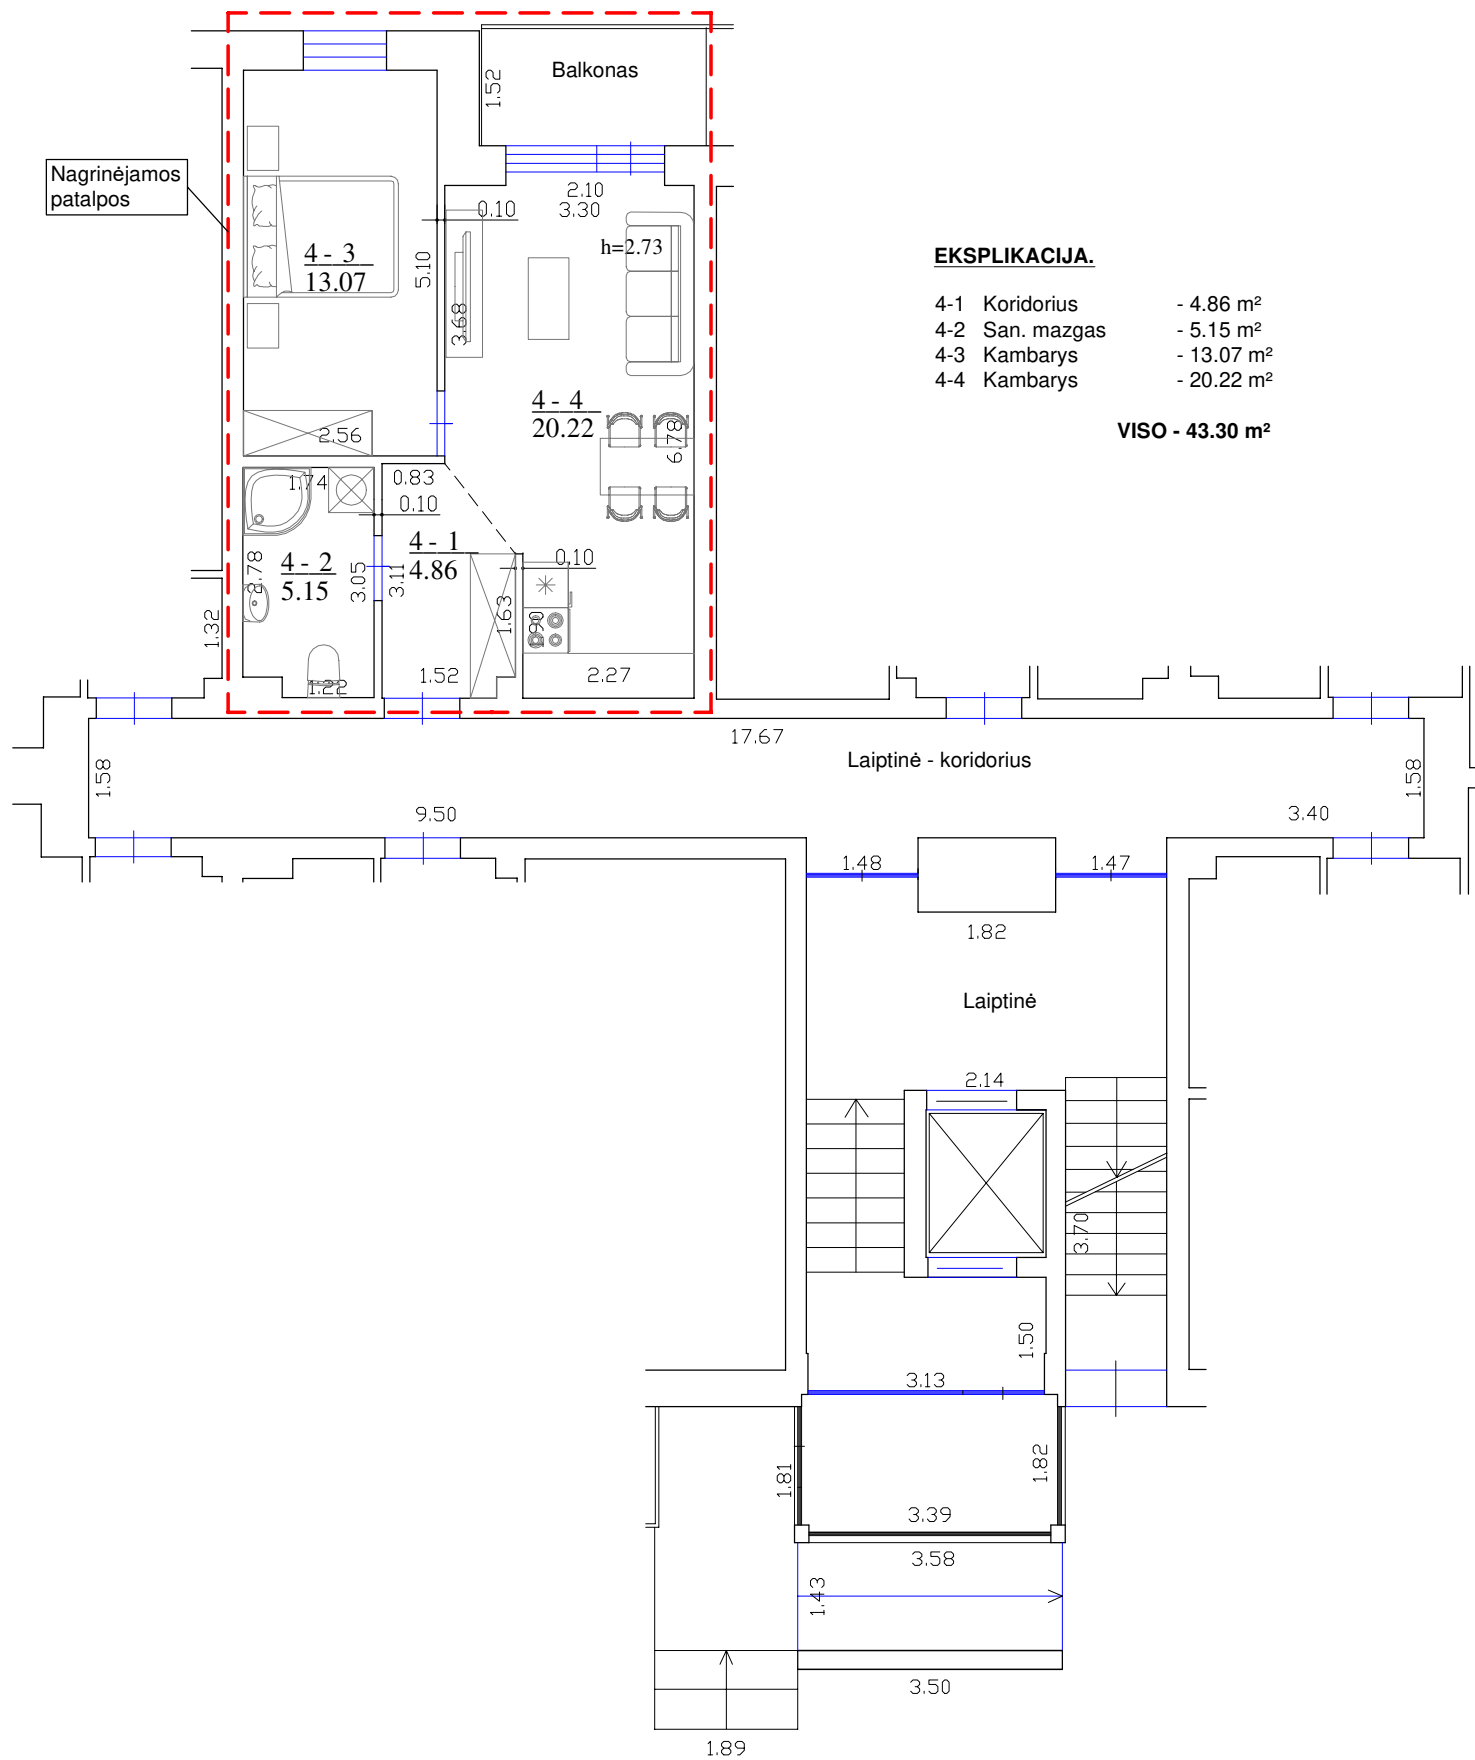 Balkonas
1.52
Nagrinėjamos
patalpos
2.10
3.30
0.10
h=2.73
4 - 3
13.07
5.10
3.68
EKSPLIKACIJA.
4-1 Koridorius - 4.86 m²
4-2 San. mazgas - 5.15 m²
4-3 Kambarys - 13.07 m²
4-4 Kambarys - 20.22 m²
VISO - 43.30 m²
4 - 4
20.22
2.56
6.78
1.74
0.83
0.10
4 - 1
4.86
4 - 2
5.15
2.78
3.05
3.11
0.10
1.63
1.90
1.32
1.22
1.52
2.27
17.67
Laiptinė - koridorius
1.58
1.58
9.50
3.40
1.48
1.47
1.82
Laiptinė
2.14
3.70
1.50
3.13
1.81
1.82
3.39
3.58
1.43
3.50
1.89